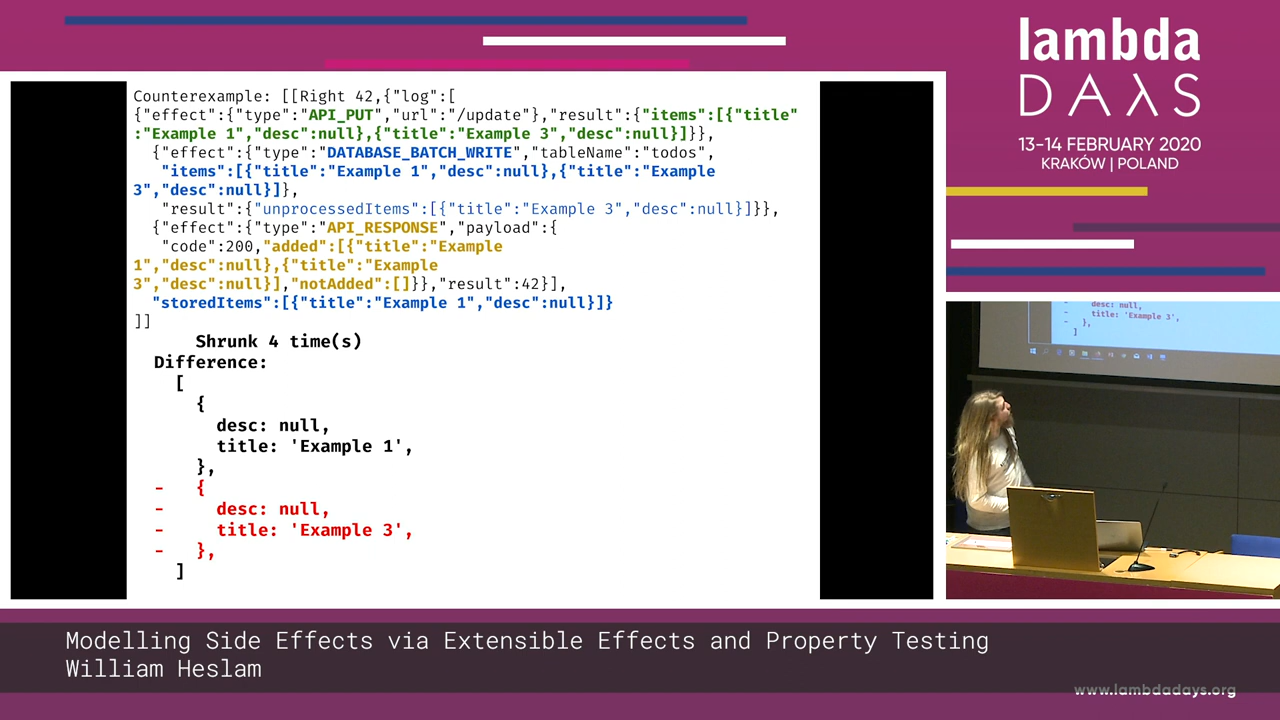 lambda
DAλS
13-14 FEBRUARY 2020
KRAKÓW | POLAND
Counterexample: [[Right 42,{"log":[
{"effect":{"type":"API_PUT","url":"/update"},"result":{"items":[{"title"
:"Example 1","desc":null},{"title":"Example 3","desc":null}]}},
{"effect":{"type":"DATABASE_BATCH_WRITE","tableName":"todos",
"items":[{"title":"Example 1","desc":null},{"title":"Example
3","desc":null}]},
"result":{"unprocessedItems":[{"title":"Example 3","desc":null}]}},
{"effect":{"type":"API_RESPONSE","payload":{
"code":200,"added":[{"title":"Example
1","desc":null},{"title":"Example
3","desc":null}],"notAdded":[]}},"result":42}],
"storedItems":[{"title":"Example 1","desc":null}]}
]]
Shrunk 4 time(s)
Difference:
[
{
desc: null,
title: 'Example 1',
},
- {
- desc: null,
- title: 'Example 3',
- },
]
desc: null,
- title: 'Example 3',
- },
]
Modelling Side Effects via Extensible Effects and Property Testing
William Heslam
www.lambdadays.org